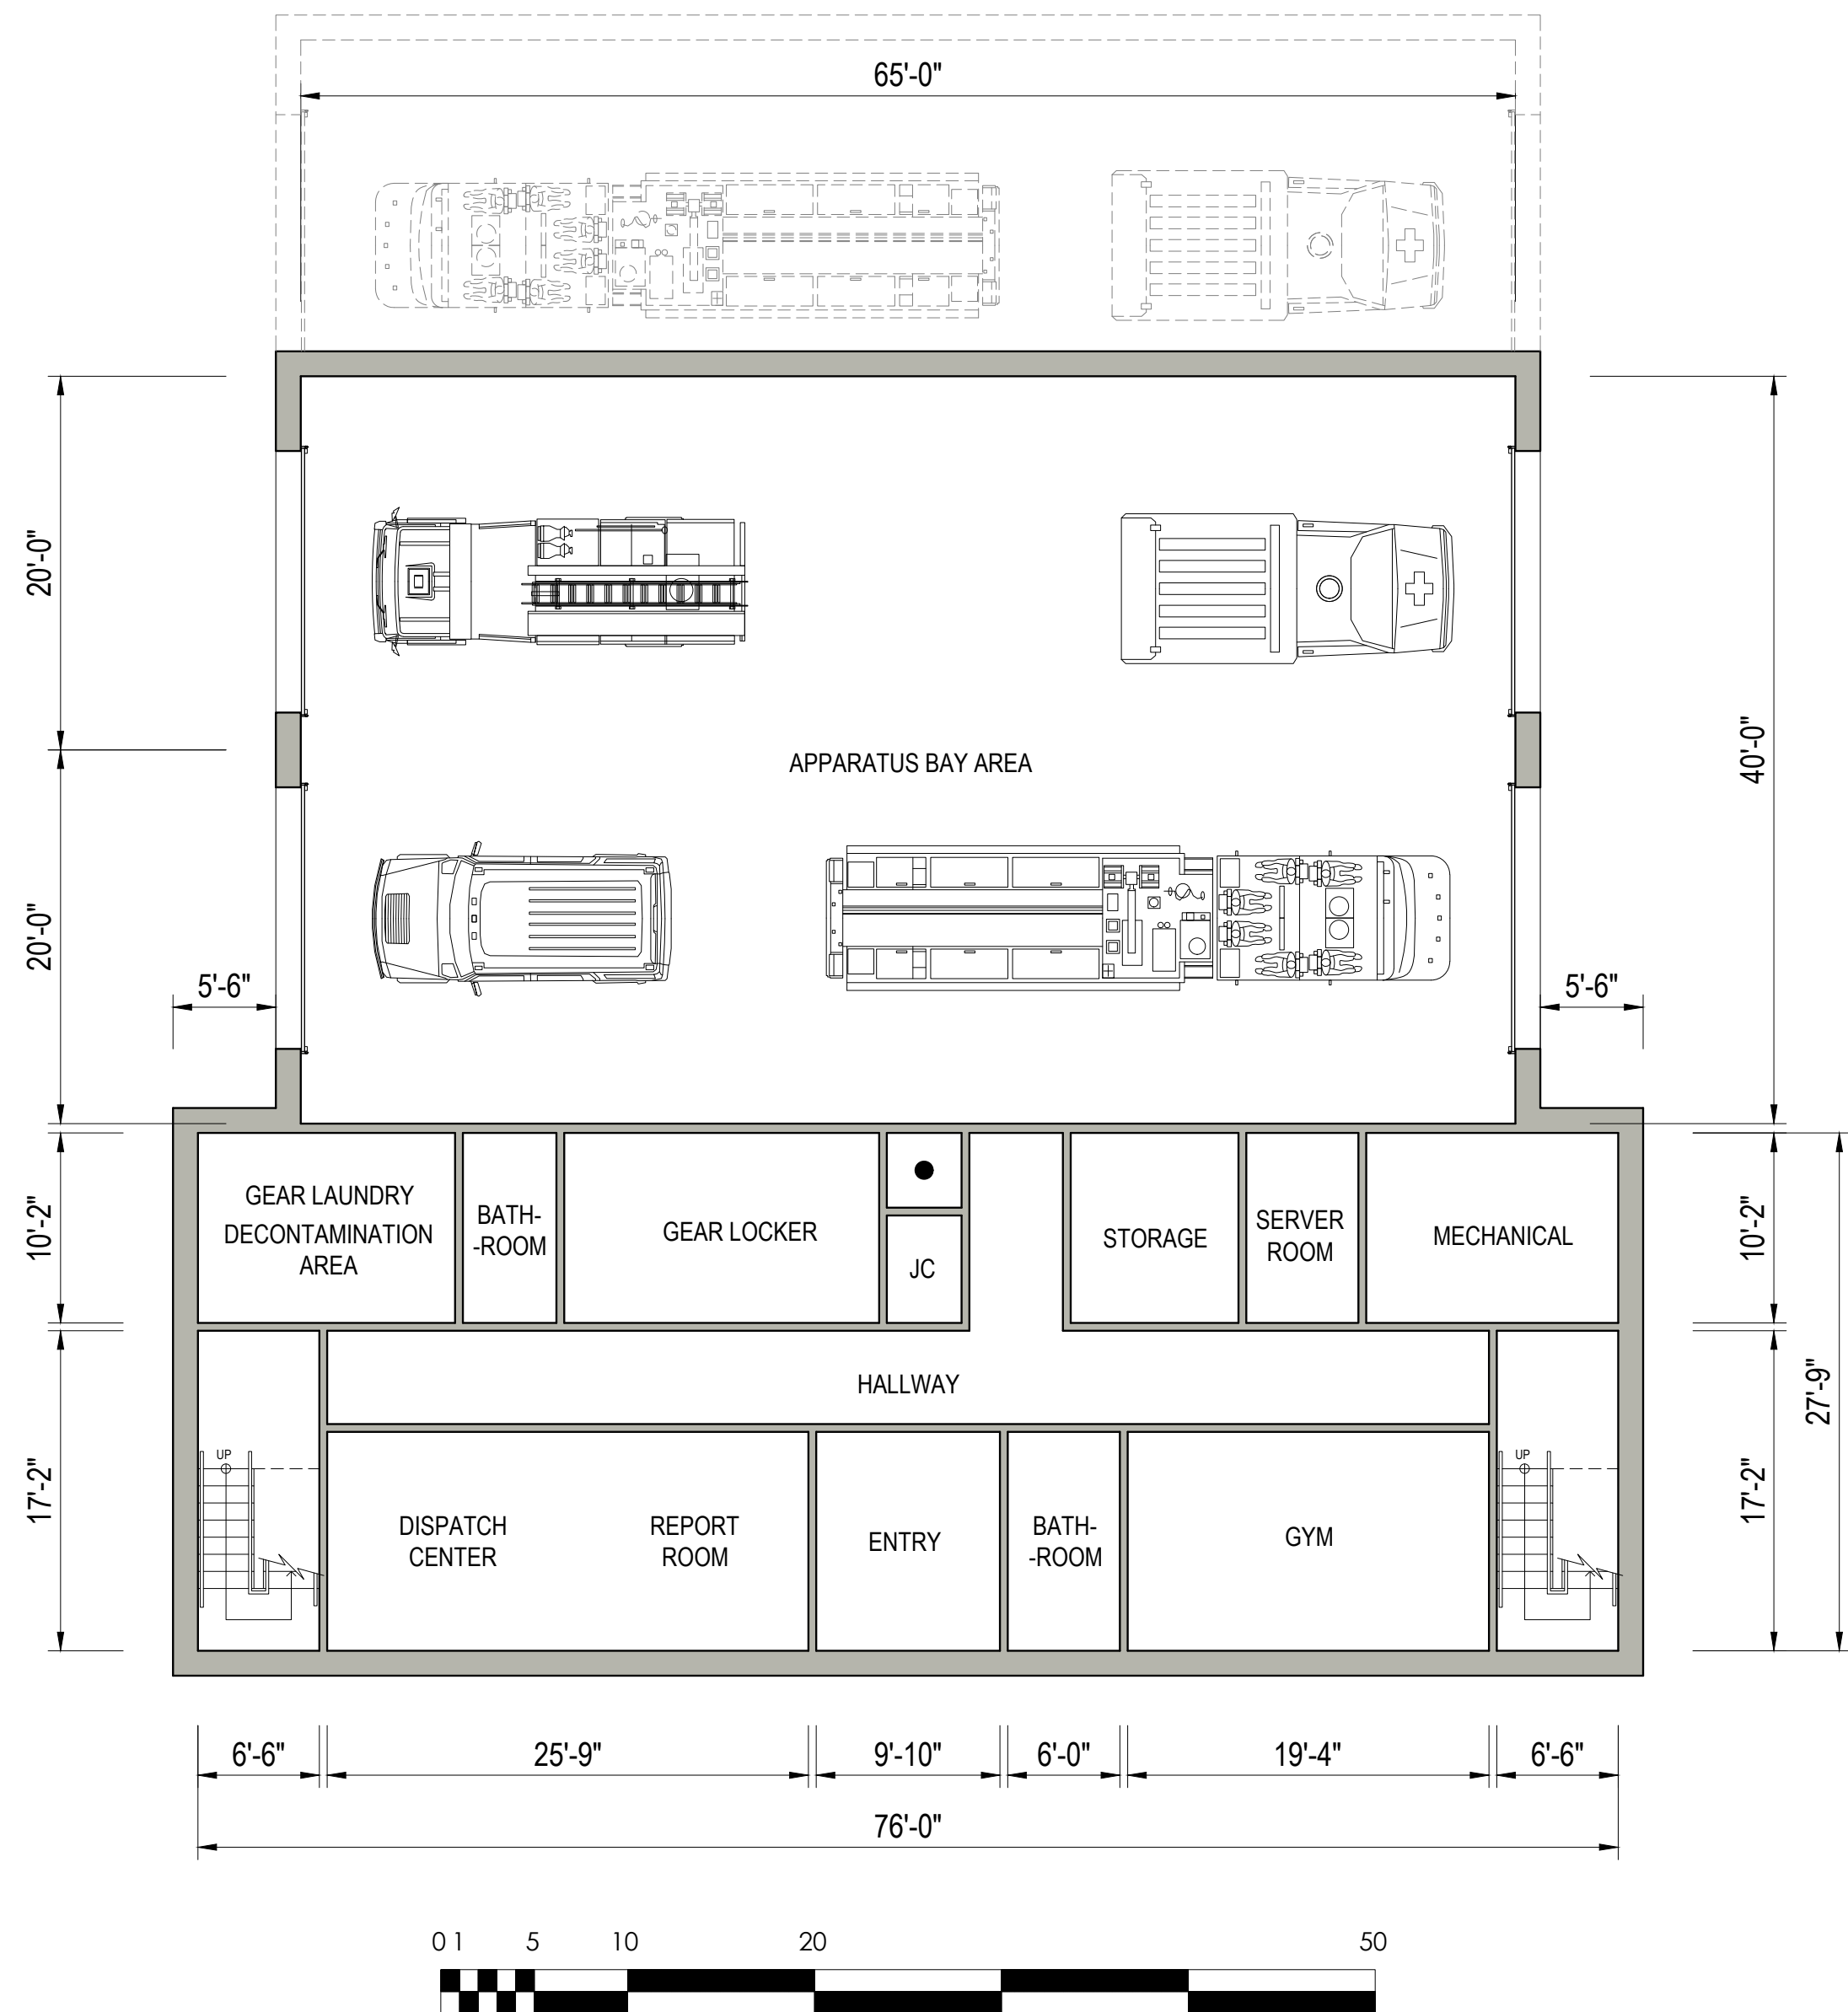 65'-0"
20'-0"
40'-0"
APPARATUS BAY AREA
20'-0"
5'-6"
5'-6"
GEAR LAUNDRY
DECONTAMINATION
AREA
BATH-
-ROOM
GEAR LOCKER
JC
STORAGE
SERVER
ROOM
MECHANICAL
10'-2"
10'-2"
HALLWAY
27'-9"
UP
UP
17'-2"
17'-2"
DISPATCH
CENTER
REPORT
ROOM
ENTRY
BATH-
-ROOM
GYM
6'-6"
25'-9"
9'-10"
6'-0"
19'-4"
6'-6"
76'-0"
0 1 5 10 20 50